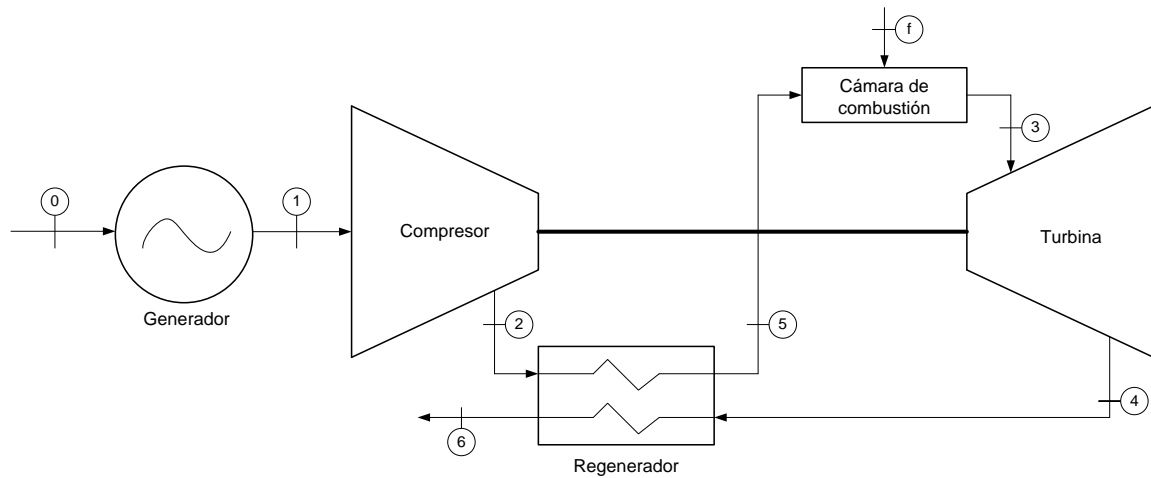 f
Cámara de
combustión
3
0
1
Compresor
Turbina
Generador
2
5
4
6
Regenerador